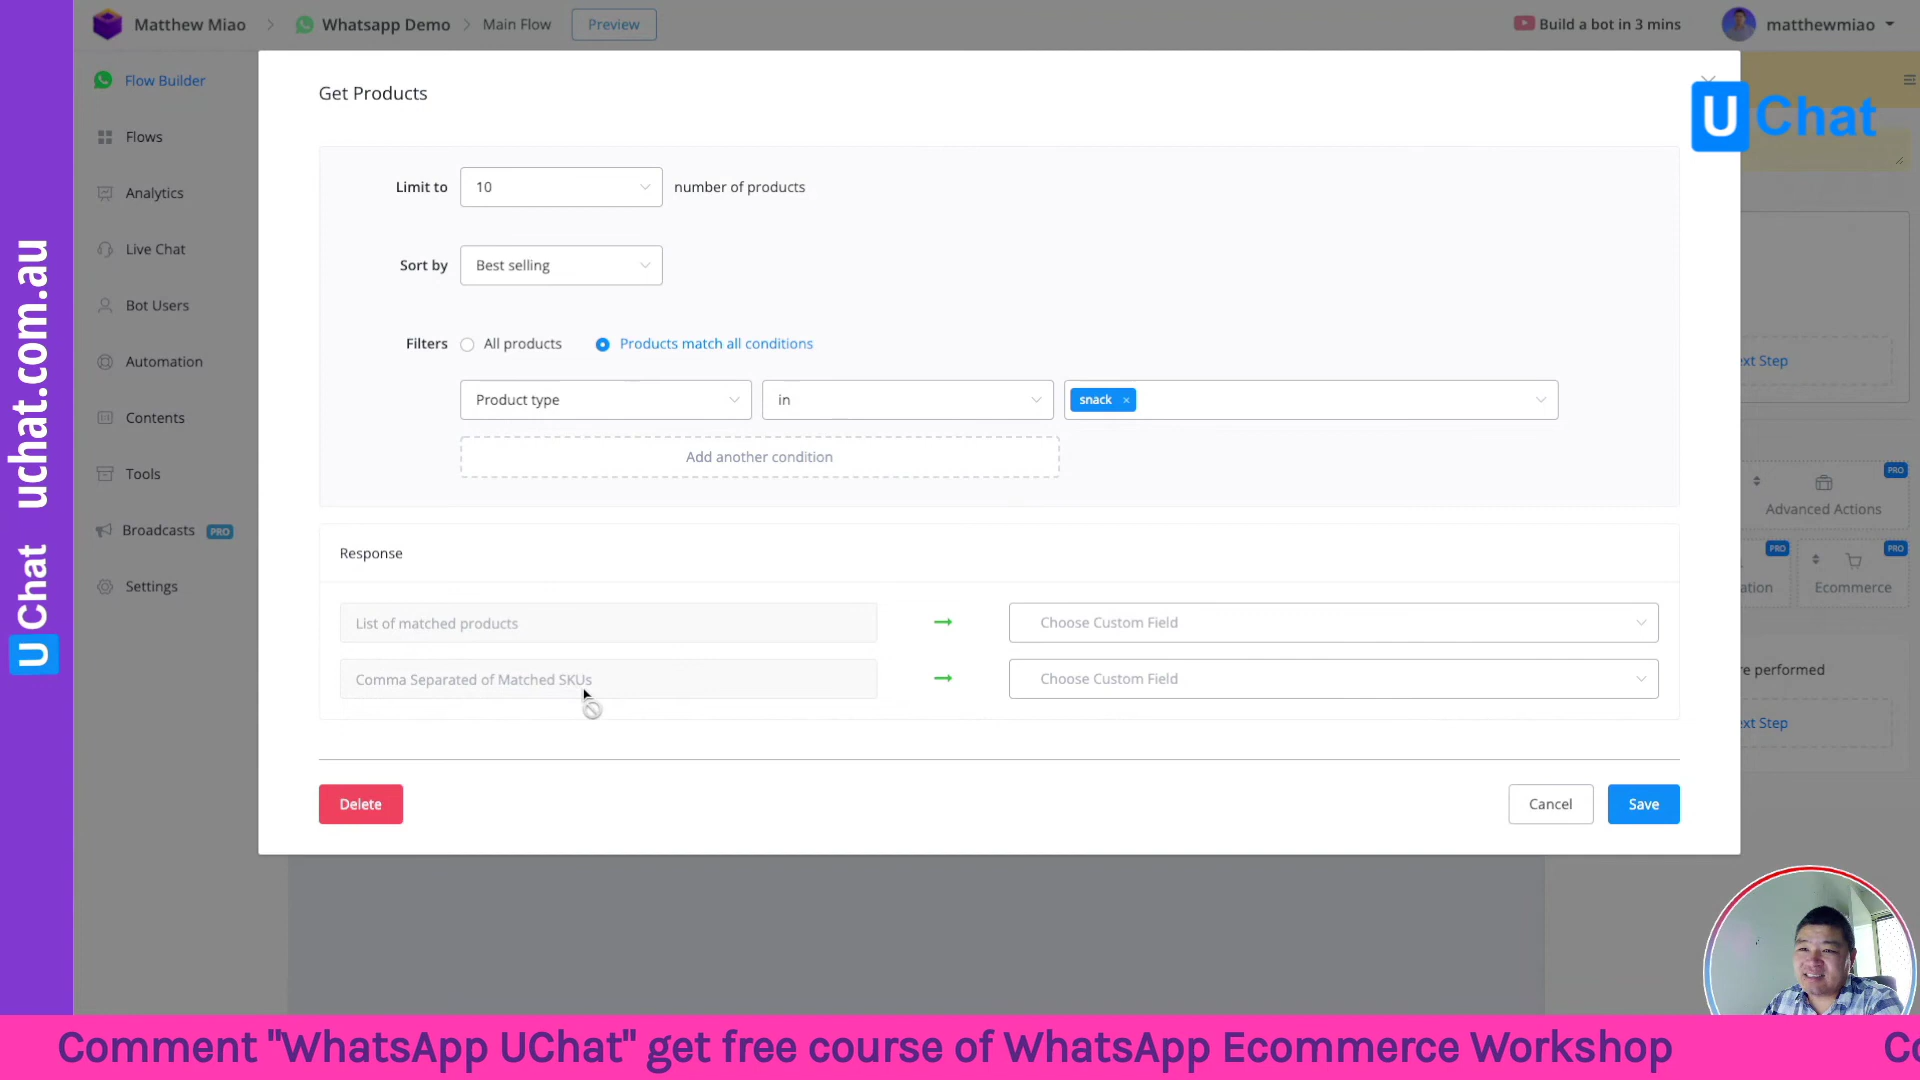 Matthew Miao
Whatsapp Demo
Main Flow
Preview
Build a bot in 3 mins
matthewmiao
Flow Builder
Flows
Analytics
Live Chat
Bot Users
Automation
Contents
Tools
Broadcasts PRO
Settings
UChat uchat.com.au
Get Products
U Chat
Limit to 10 number of products
Sort by Best selling
Filters All products Products match all conditions
Product type in snack ×
Add another condition
Response
List of matched products Choose Custom Field
Comma Separated of Matched SKUs Choose Custom Field
Delete
Cancel
Save
ext Step
PRO
Advanced Actions
PRO
PRO
ation
Ecommerce
re performed
ext Step
Comment "WhatsApp UChat" get free course of WhatsApp Ecommerce Workshop
Co